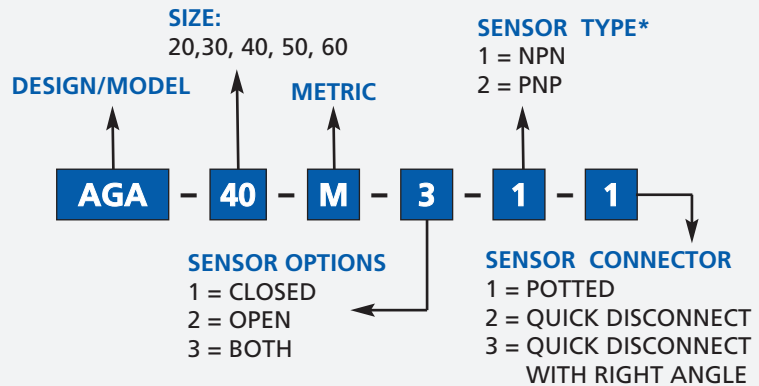 SIZE:
20,30, 40, 50, 60
SENSOR TYPE*
1 = NPN
2 = PNP
DESIGN/MODEL
METRIC
AGA - 40 - M - 3 - 1 - 1
SENSOR OPTIONS
1 = CLOSED
2 = OPEN
3 = BOTH
SENSOR CONNECTOR
1 = POTTED
2 = QUICK DISCONNECT
3 = QUICK DISCONNECT
WITH RIGHT ANGLE